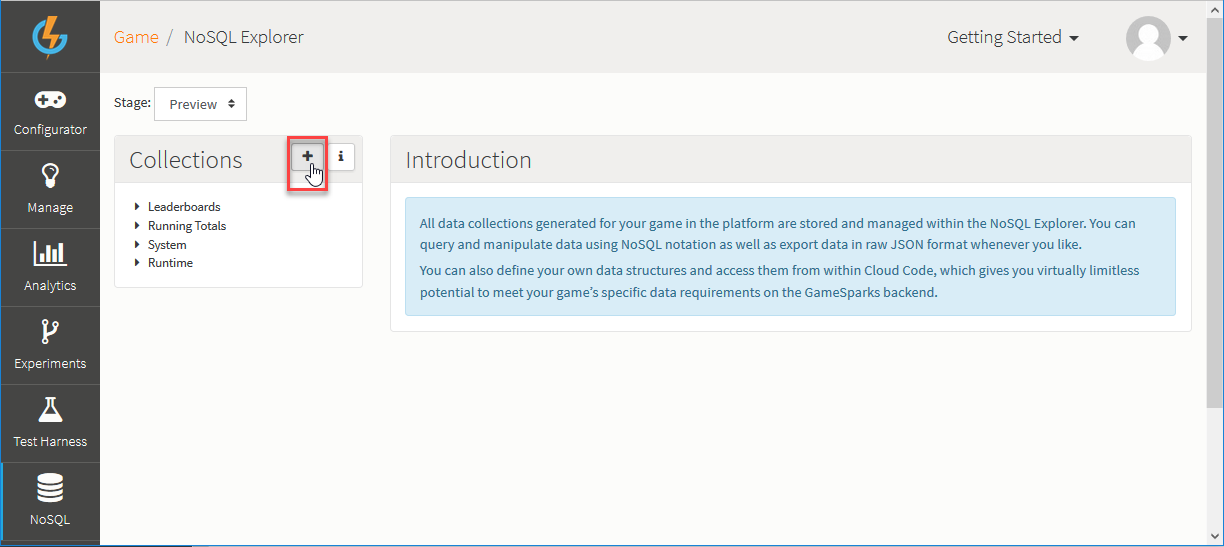 Game / NoSQL Explorer
Getting Started
Configurator
Manage
Analytics
Experiments
Test Harness
NoSQL
Stage: Preview
Collections
Leaderboards
Running Totals
System
Runtime
Introduction
All data collections generated for your game in the platform are stored and managed within the NoSQL Explorer. You can
query and manipulate data using NoSQL notation as well as export data in raw JSON format whenever you like.
You can also define your own data structures and access them from within Cloud Code, which gives you virtually limitless
potential to meet your game's specific data requirements on the GameSparks backend.